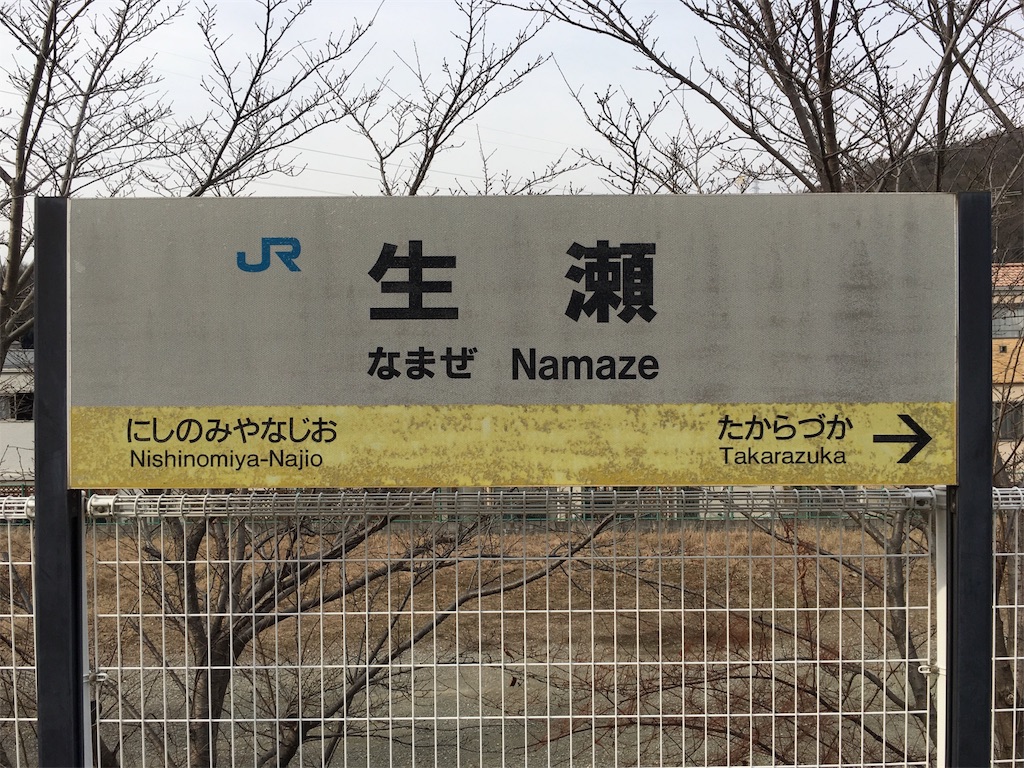 JR 生瀬
なまぜ Namaze
にしのみやなじお たからづか →
Nishinomiya-Najio Takarazuka